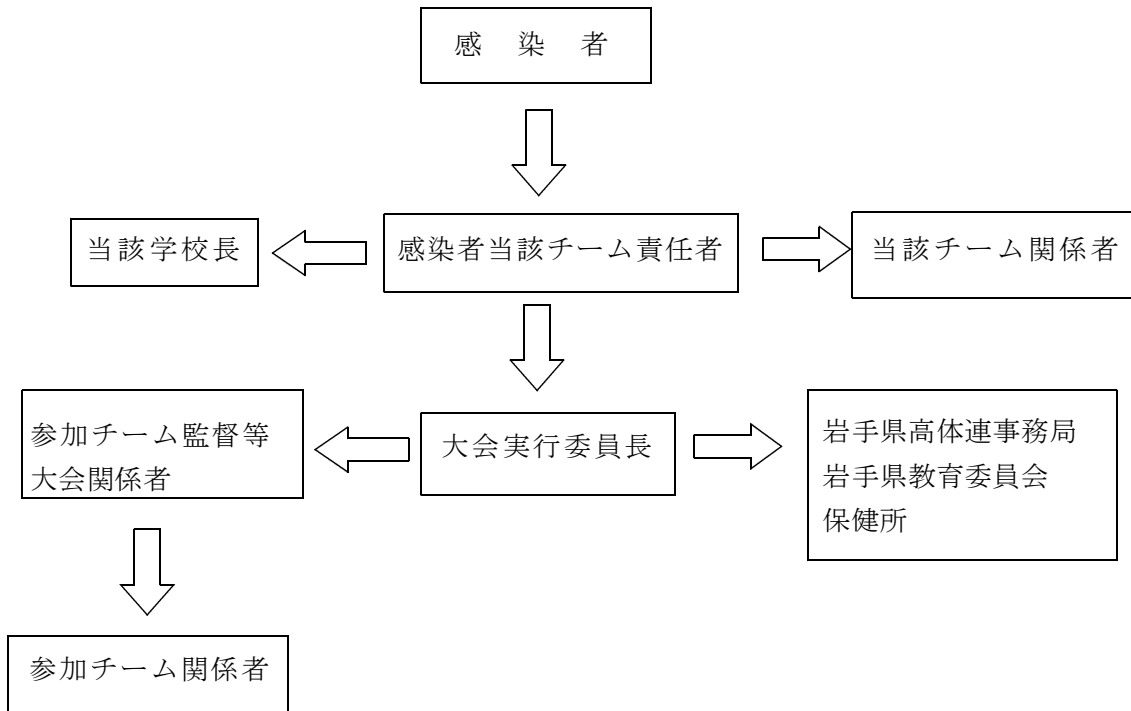 感 染 者
当該学校長
感染者当該チーム責任者
当該チーム関係者
参加チーム監督等
大会関係者
大会実行委員長
岩手県高体連事務局
岩手県教育委員会
保健所
参加チーム関係者